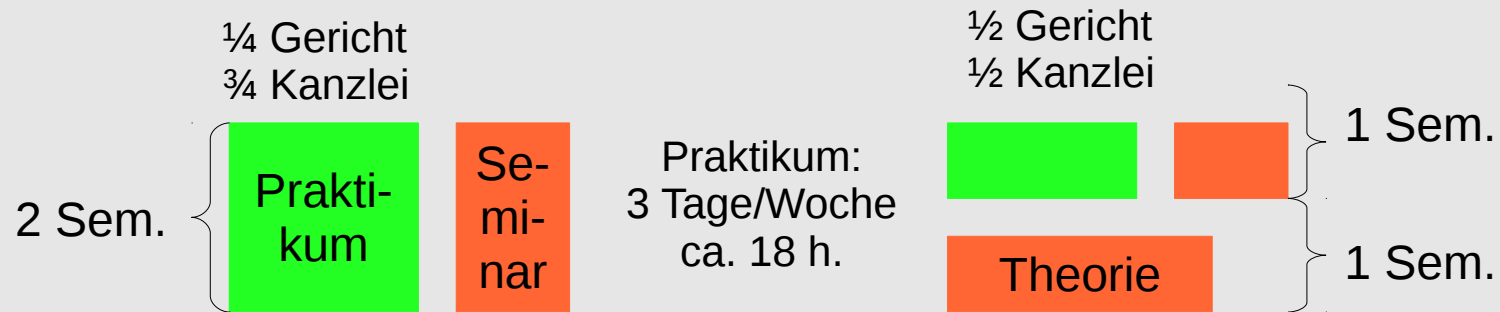 ¼ Gericht
¾ Kanzlei
2 Sem.
Prakti-
kum
Se-
mi-
nar
Praktikum:
3 Tage/Woche
ca. 18 h.
½ Gericht
½ Kanzlei
1 Sem.
Theorie
1 Sem.